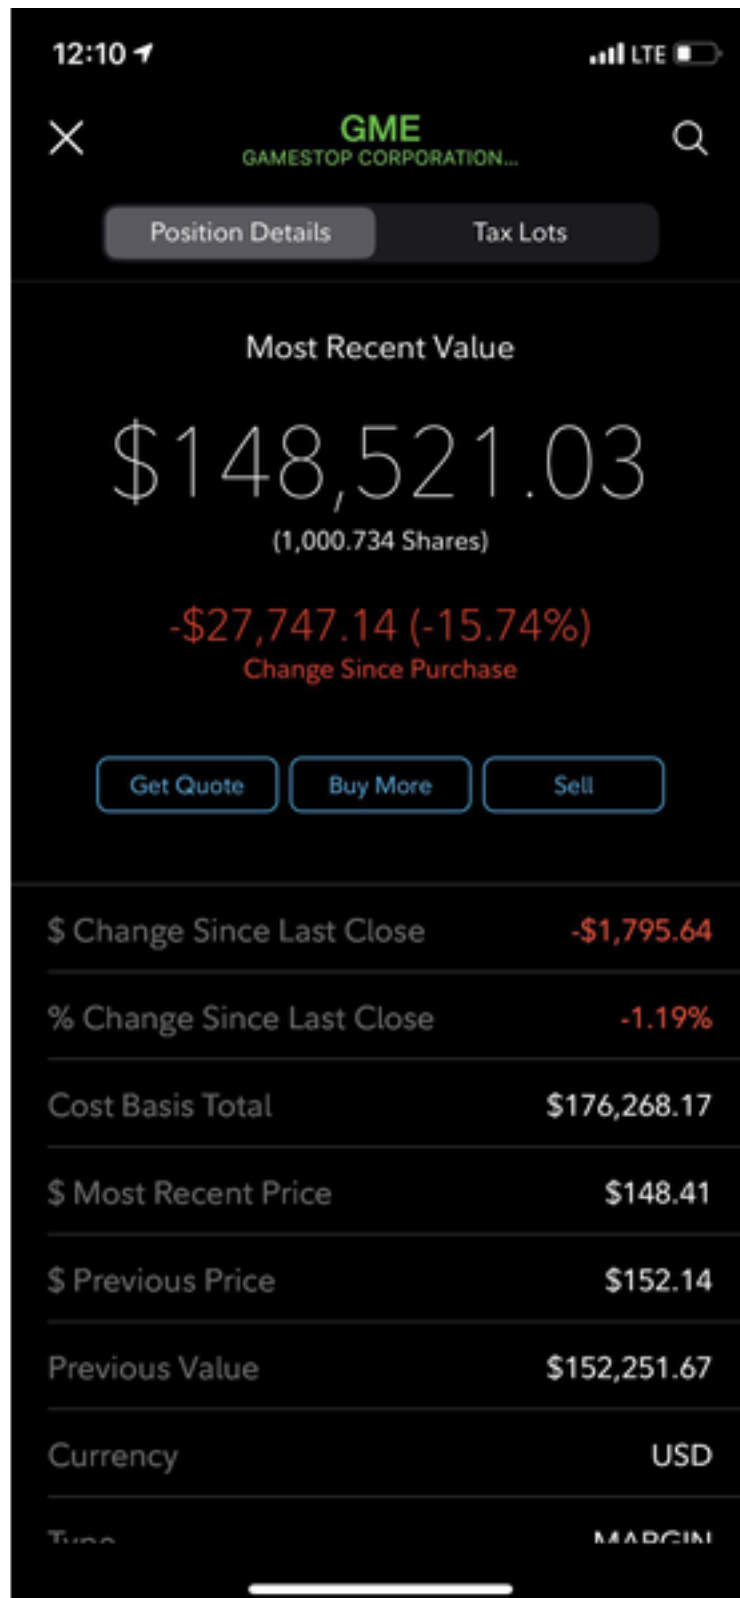 12:10 LTE
GME
GAMESTOP CORPORATION...
Position Details Tax Lots
Most Recent Value
$148,521.03
(1,000.734 Shares)
-$27,747.14 (-15.74%)
Change Since Purchase
Get Quote Buy More Sell
$ Change Since Last Close -$1,795.64
% Change Since Last Close -1.19%
Cost Basis Total $176,268.17
$ Most Recent Price $148.41
$ Previous Price $152.14
Previous Value $152,251.67
Currency USD
Type MARGIN